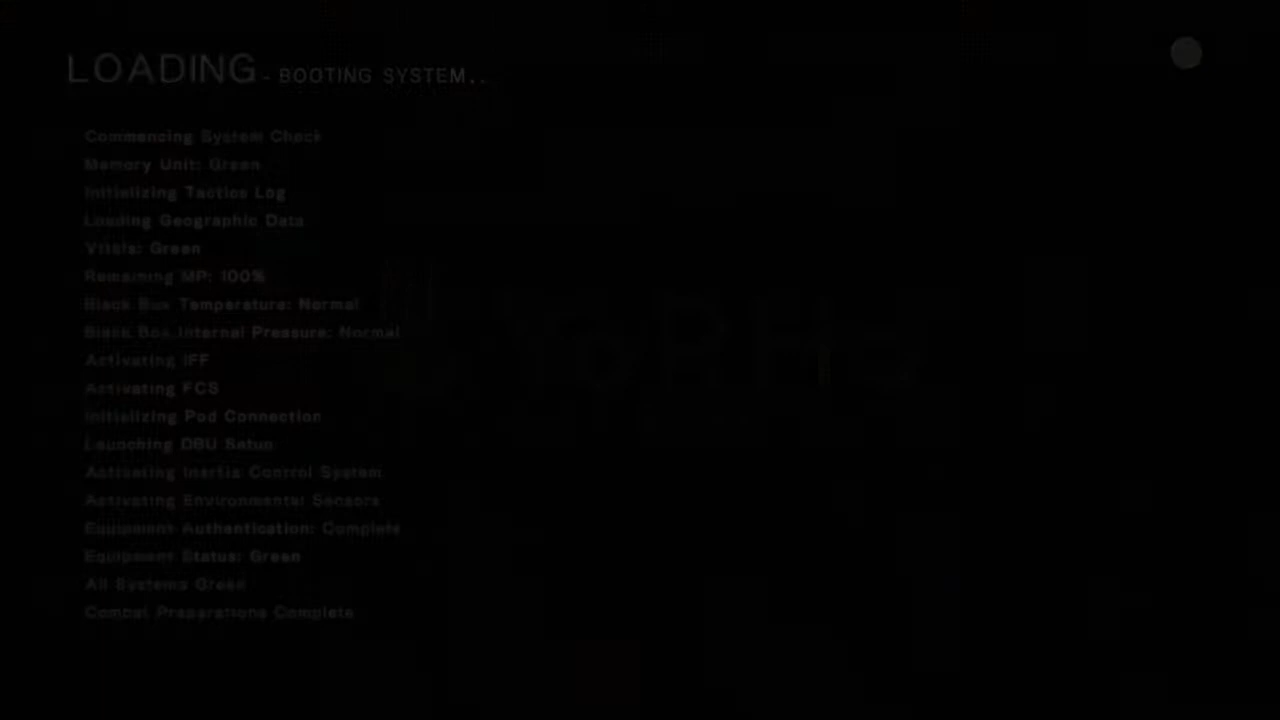 LOADING - BOOTING SYSTEM..
Commencing System Check
Memory Unit: Green
Initializing Tactics Log
Loading Geographic Data
Vitals: Green
Remaining MP: 100%
Black Box Temperature: Normal
Black Box Internal Pressure: Normal
Activating IFF
Activating FCS
Initializing Pod Connection
Launching DBU Setup
Activating Inertia Control System
Activating Environmental Sensors
Equipment Authentication: Complete
Equipment Status: Green
All Systems Green
Combat Preparations Complete